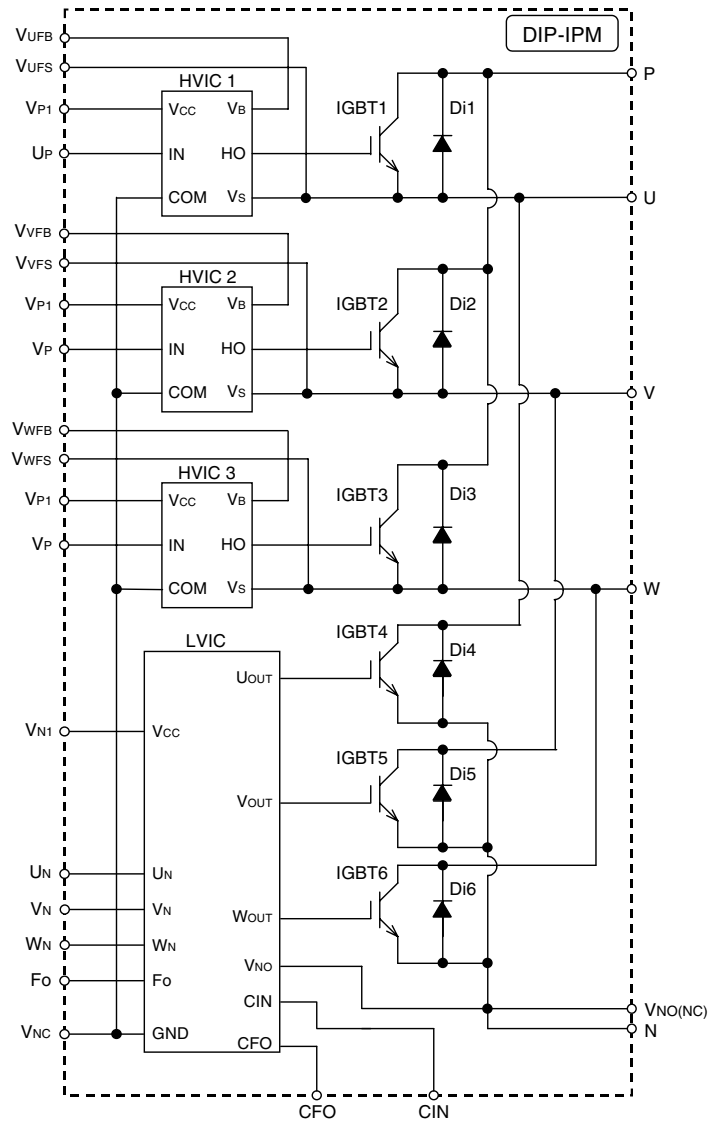 DIP-IPM
VUFB
VUFS
HVIC 1
VP1
VCC
VB
IGBT1
Di1
P
UP
IN
HO
COM
VS
U
VVFB
VVFS
HVIC 2
VP1
VCC
VB
IGBT2
Di2
VP
IN
HO
COM
VS
V
VWFB
VWFS
HVIC 3
VP1
VCC
VB
IGBT3
Di3
VP
IN
HO
COM
VS
W
LVIC
IGBT4
Di4
UOUT
VN1
VCC
IGBT5
Di5
VOUT
IGBT6
Di6
UN
UN
VN
VN
WOUT
WN
WN
VNO
Fo
Fo
CIN
VNO(NC)
VNC
GND
N
CFO
CFO
CIN